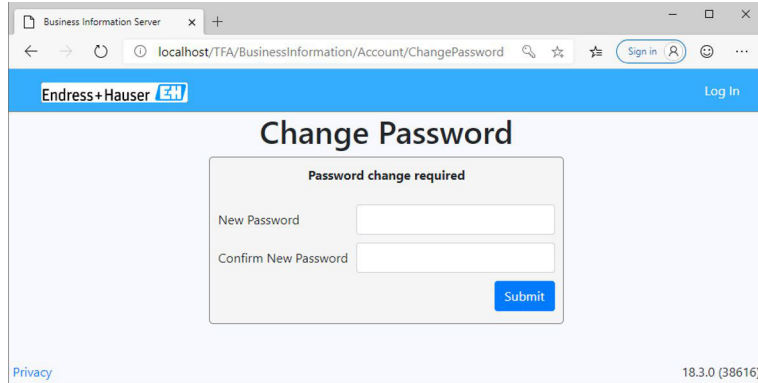 Business Information Server
localhost/TFA/BusinessInformation/Account/ChangePassword
Sign in
Endress+Hauser EH
Log In
Change Password
Password change required
New Password
Confirm New Password
Submit
Privacy
18.3.0 (38616)